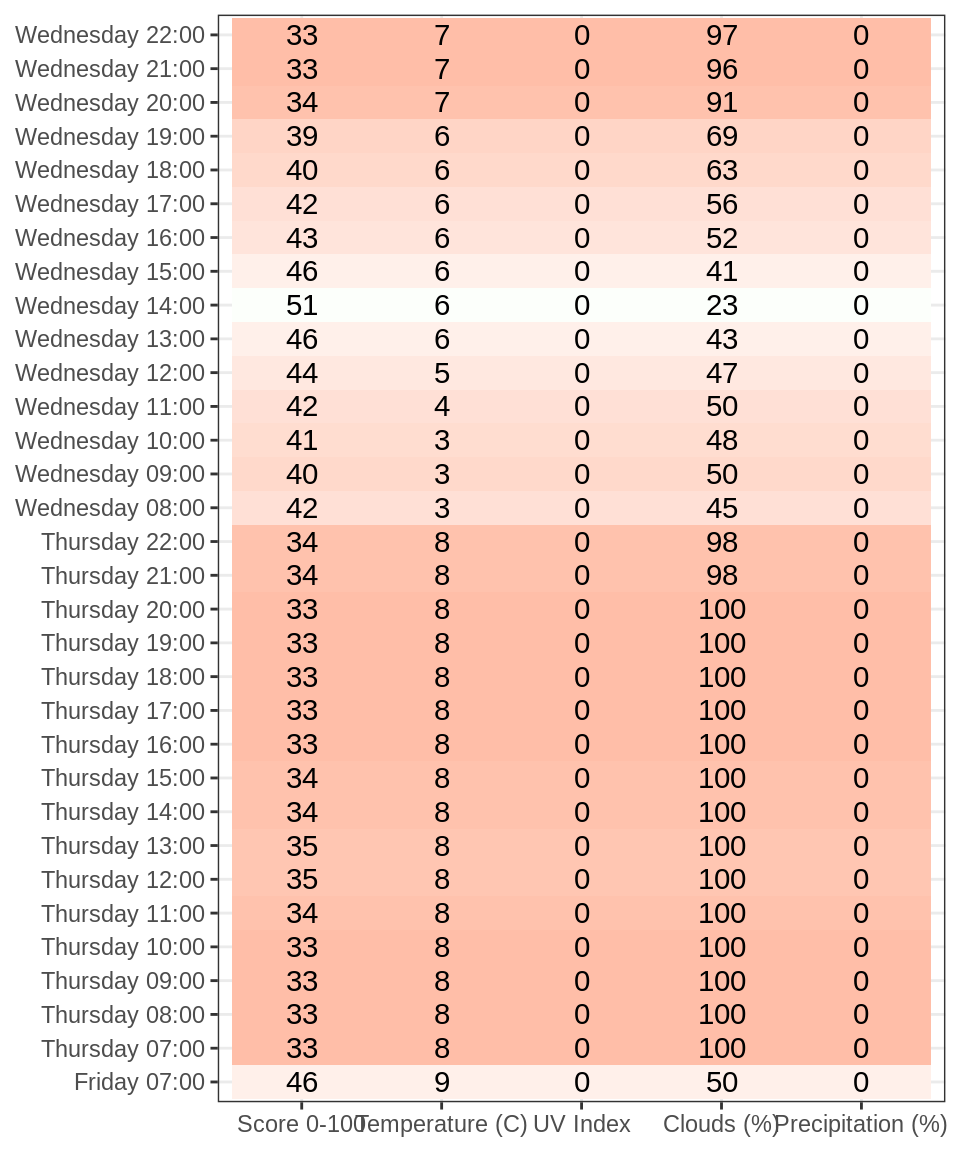 Wednesday 22:00 33 7 0 97 0
Wednesday 21:00 33 7 0 96 0
Wednesday 20:00 34 7 0 91 0
Wednesday 19:00 39 6 0 69 0
Wednesday 18:00 40 6 0 63 0
Wednesday 17:00 42 6 0 56 0
Wednesday 16:00 43 6 0 52 0
Wednesday 15:00 46 6 0 41 0
Wednesday 14:00 51 6 0 23 0
Wednesday 13:00 46 6 0 43 0
Wednesday 12:00 44 5 0 47 0
Wednesday 11:00 42 4 0 50 0
Wednesday 10:00 41 3 0 48 0
Wednesday 09:00 40 3 0 50 0
Wednesday 08:00 42 3 0 45 0
Thursday 22:00 34 8 0 98 0
Thursday 21:00 34 8 0 98 0
Thursday 20:00 33 8 0 100 0
Thursday 19:00 33 8 0 100 0
Thursday 18:00 33 8 0 100 0
Thursday 17:00 33 8 0 100 0
Thursday 16:00 33 8 0 100 0
Thursday 15:00 34 8 0 100 0
Thursday 14:00 34 8 0 100 0
Thursday 13:00 35 8 0 100 0
Thursday 12:00 35 8 0 100 0
Thursday 11:00 34 8 0 100 0
Thursday 10:00 33 8 0 100 0
Thursday 09:00 33 8 0 100 0
Thursday 08:00 33 8 0 100 0
Thursday 07:00 33 8 0 100 0
Friday 07:00 46 9 0 50 0
Score 0-100 Temperature (C) UV Index Clouds (%) Precipitation (%)